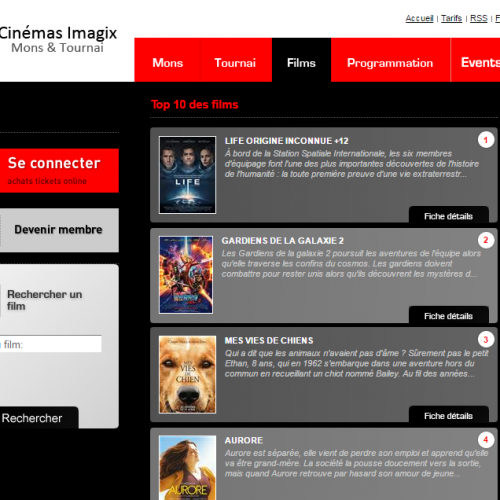 Cinémas Imagix
Mons & Tournai
Accueil | Tarifs | RSS |
Mons
Tournai
Films
Programmation
Events
Top 10 des films
Se connecter
achats tickets online
Devenir membre
Rechercher un
film
film:
Rechercher
LIFE
LIFE ORIGINE INCONNUE +12
1
À bord de la Station Spatiale Internationale, les six membres
d'équipage font l'une des plus importantes découvertes de l'histoire
de l'humanité : la toute première preuve d'une vie extraterrestr...
Fiche détails
GARDIENS DE LA GALAXIE 2
2
Les Gardiens de la galaxie 2 poursuit les aventures de l'équipe alors
qu'elle traverse les confins du cosmos. Les gardiens doivent
combattre pour rester unis alors qu'ils découvrent les mystères d...
Fiche détails
MES
VIES DE
CHIEN
MES VIES DE CHIENS
3
Qui a dit que les animaux n'avaient pas d'âme ? Sûrement pas le petit
Ethan, 8 ans, qui en 1962 s'embarque dans une aventure hors du
commun en recueillant un chiot nommé Bailey. Au fil des années...
Fiche détails
AURORE
AURORE
4
Aurore est séparée, elle vient de perdre son emploi et apprend qu'elle
va être grand-mère. La société la pousse doucement vers la sortie,
mais quand Aurore retrouve par hasard son amour de jeune...